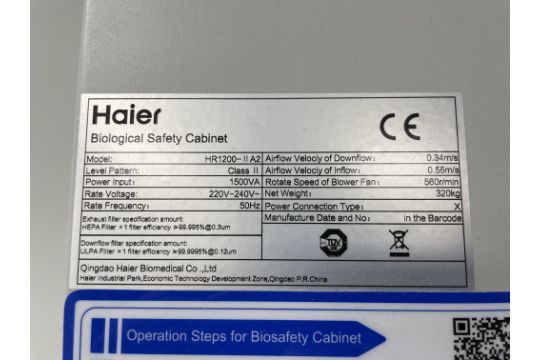 Haier
CE
Biological Safety Cabinet
Model: HR1200-ⅡA2 Airflow Velociy of Downflow: 0.34m/s
Level Pattern: Class Ⅱ Airflow Velociy of Inflow: 0.55m/s
Power Input: 1500VA Rotate Speed of Blower Fan: 560r/min
Rate Voltage: 220V-240V~ Net Weight: 320kg
Rate Frequency: 50Hz Power Connection Type: X
Manufacture Date and No: in the Barcode
Exhaust filter specification amount:
HEPA Filter × 1 filter efficiency ≥99.995%@0.3um
Downflow filter specification amount:
ULPA Filter × 1 filter efficiency ≥99.9995%@0.12um
TÜV
Qingdao Haier Biomedical Co .,Ltd
Haier Industrial Park,Economic Technology Development Zone,Qingdao P.R.China
Operation Steps for Biosafety Cabinet